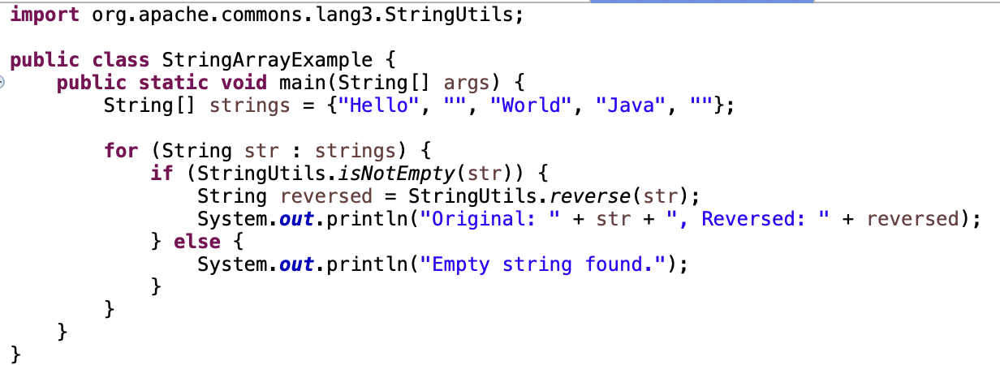 import org.apache.commons.lang3.StringUtils;

public class StringArrayExample {
    public static void main(String[] args) {
        String[] strings = {"Hello", "", "World", "Java", ""};

        for (String str : strings) {
            if (StringUtils.isNotEmpty(str)) {
                String reversed = StringUtils.reverse(str);
                System.out.println("Original: " + str + ", Reversed: " + reversed);
            } else {
                System.out.println("Empty string found.");
            }
        }
    }
}